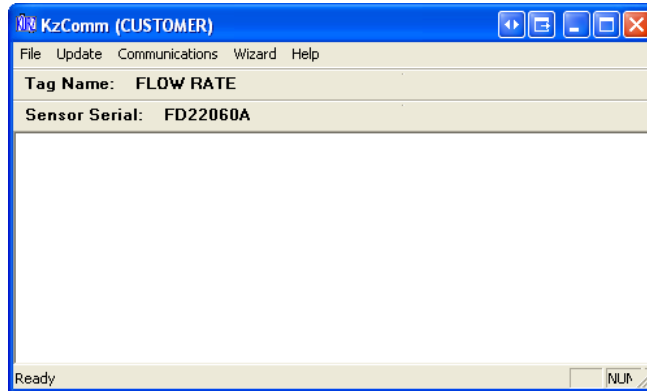 KzComm (CUSTOMER)
File Update Communications Wizard Help
Tag Name: FLOW RATE
Sensor Serial: FD22060A
Ready